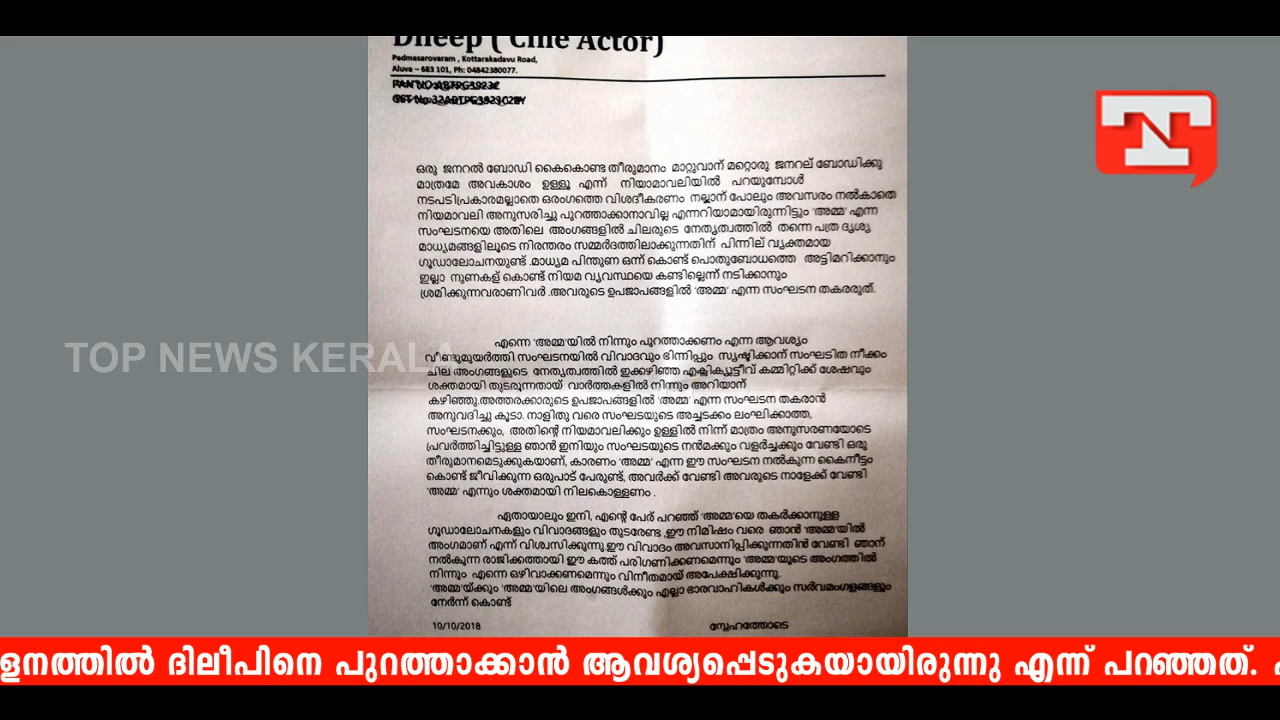 Dileep ( Cine Actor)
Padmasarovaram , Kottarakadavu Road,
Aluva – 683 101, Ph: 04842380077.
ഒരു ജനറൽ ബോഡി കൈകൊണ്ട തീരുമാനം മാറ്റുവാന് മറ്റൊരു ജനറല് ബോഡിക്കു
മാത്രമേ അവകാശം ഉള്ളൂ എന്ന് നിയാമാവലിയിൽ പറയുമ്പോൾ
നടപടിപ്രകാരമല്ലാതെ ഒരംഗത്തെ വിശദീകരണം നല്കാന് പോലും അവസരം നൽകാതെ
നിയമാവലി അനുസരിച്ചു പുറത്താക്കാനാവില്ല എന്നറിയാമായിരുന്നിട്ടും 'അമ്മ' എന്ന
സംഘടനയെ അതിലെ അംഗങ്ങളിൽ ചിലരുടെ നേതൃത്വത്തിൽ തന്നെ പത്ര ദൃശ്യ
മാധ്യമങ്ങളിലൂടെ നിരന്തരം സമ്മർദത്തിലാക്കുന്നതിന് പിന്നില് വ്യക്തമായ
ഗൂഡാലോചനയുണ്ട് .മാധ്യമ പിന്തുണ ഒന്ന് കൊണ്ട് പൊതുബോധത്തെ അട്ടിമറിക്കാനും
ഇല്ലാ നുണകള് കൊണ്ട് നിയമ വ്യവസ്ഥയെ കണ്ടില്ലെന്ന് നടിക്കാനും
ശ്രമിക്കുന്നവരാണിവർ .അവരുടെ ഉപജാപങ്ങളിൽ 'അമ്മ' എന്ന സംഘടന തകരരുത്.
എന്നെ 'അമ്മ'യിൽ നിന്നും പുറത്താക്കണം എന്ന ആവശ്യം
വീണ്ടുമുയർത്തി സംഘടനയിൽ വിവാദവും ഭിന്നിപ്പും സൃഷ്ടിക്കാന് സംഘടിത നീക്കം
ചില അംഗങ്ങളുടെ നേതൃത്വത്തിൽ ഇക്കഴിഞ്ഞ എക്സിക്യൂട്ടീവ് കമ്മിറ്റിക്ക് ശേഷവും
ശക്തമായി തുടരുന്നതായ് വാർത്തകളിൽ നിന്നും അറിയാന്
കഴിഞ്ഞു.അത്തരക്കാരുടെ ഉപജാപങ്ങളിൽ 'അമ്മ' എന്ന സംഘടന തകരാൻ
അനുവദിച്ചു കൂടാ. നാളിതു വരെ സംഘടയുടെ അച്ചടക്കം ലംഘിക്കാത്ത,
സംഘടനക്കും, അതിന്റെ നിയമാവലിക്കും ഉള്ളിൽ നിന്ന് മാത്രം അനുസരണയോടെ
പ്രവർത്തിച്ചിട്ടുള്ള ഞാൻ ഇനിയും സംഘടയുടെ നൻമക്കും വളർച്ചക്കും വേണ്ടി ഒരു
തീരുമാനമെടുക്കുകയാണ്, കാരണം 'അമ്മ' എന്ന ഈ സംഘടന നൽകുന്ന കൈനീട്ടം
കൊണ്ട് ജീവിക്കുന്ന ഒരുപാട് പേരുണ്ട്, അവർക്ക് വേണ്ടി അവരുടെ നാളേക്ക് വേണ്ടി
'അമ്മ' എന്നും ശക്തമായി നിലകൊള്ളണം .
ഏതായാലും ഇനി, എന്റെ പേര് പറഞ്ഞ് 'അമ്മ'യെ തകർക്കാനുള്ള
ഗൂഡാലോചനകളും വിവാദങ്ങളും തുടരേണ്ട ,ഈ നിമിഷം വരെ ഞാൻ 'അമ്മ'യിൽ
അംഗമാണ് എന്ന് വിശ്വസിക്കുന്നു.ഈ വിവാദം അവസാനിപ്പിക്കുന്നതിൻ വേണ്ടി ഞാന്
നൽകുന്ന രാജിക്കത്തായി ഈ കത്ത് പരിഗണിക്കണമെന്നും 'അമ്മ'യുടെ അംഗത്തിൽ
നിന്നും എന്നെ ഒഴിവാക്കണമെന്നും വിനീതമായ് അപേക്ഷിക്കുന്നു.
'അമ്മ'യ്ക്കും 'അമ്മ'യിലെ അംഗങ്ങൾക്കും എല്ലാ ഭാരവാഹികൾക്കും സർവമംഗളങ്ങളും
നേർന്ന് കൊണ്ട്
10/10/2018 സ്നേഹത്തോടെ
TOP NEWS KERALA
TN
ളനത്തിൽ ദിലീപിനെ പുറത്താക്കാൻ ആവശ്യപ്പെടുകയായിരുന്നു എന്ന് പറഞ്ഞത്.